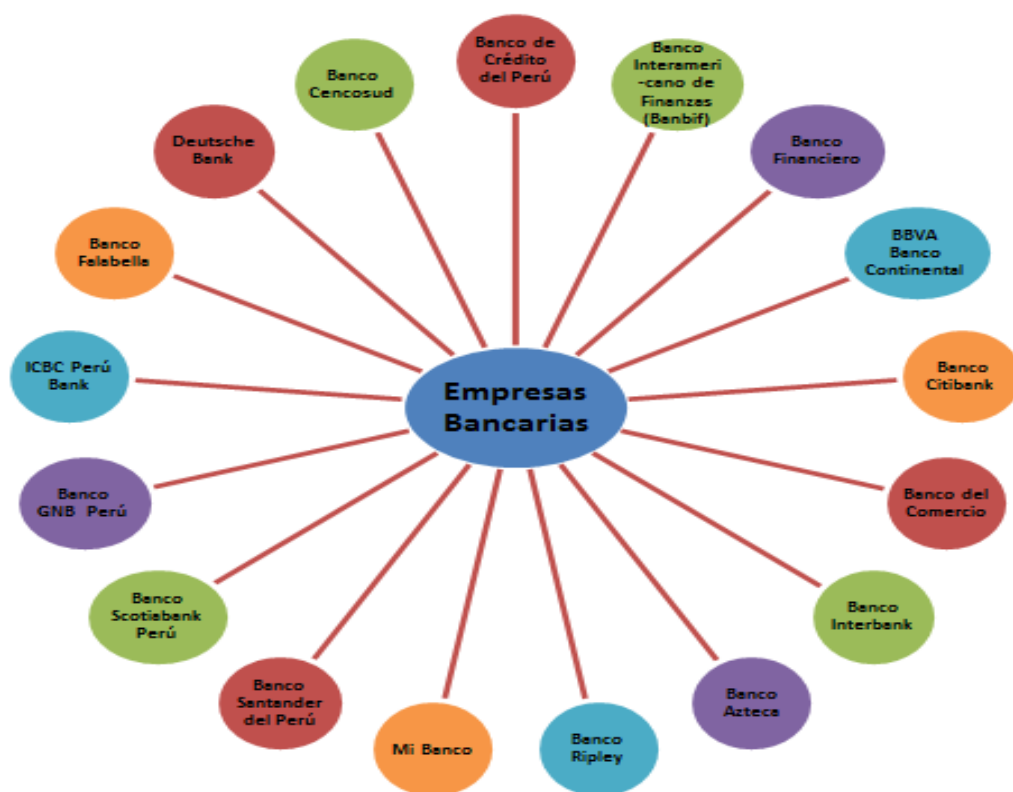 Banco de
Crédito
del Perú
Banco
Interameri
-cano de
Finanzas
(Banbif)
Banco
Financiero
BBVA
Banco
Continental
Banco
Citibank
Banco del
Comercio
Banco
Interbank
Banco
Azteca
Banco
Ripley
Mi Banco
Banco
Santander
del Perú
Banco
Scotiabank
Perú
Banco
GNB Perú
ICBC Perú
Bank
Banco
Falabella
Deutsche
Bank
Banco
Cencosud
Empresas
Bancarias